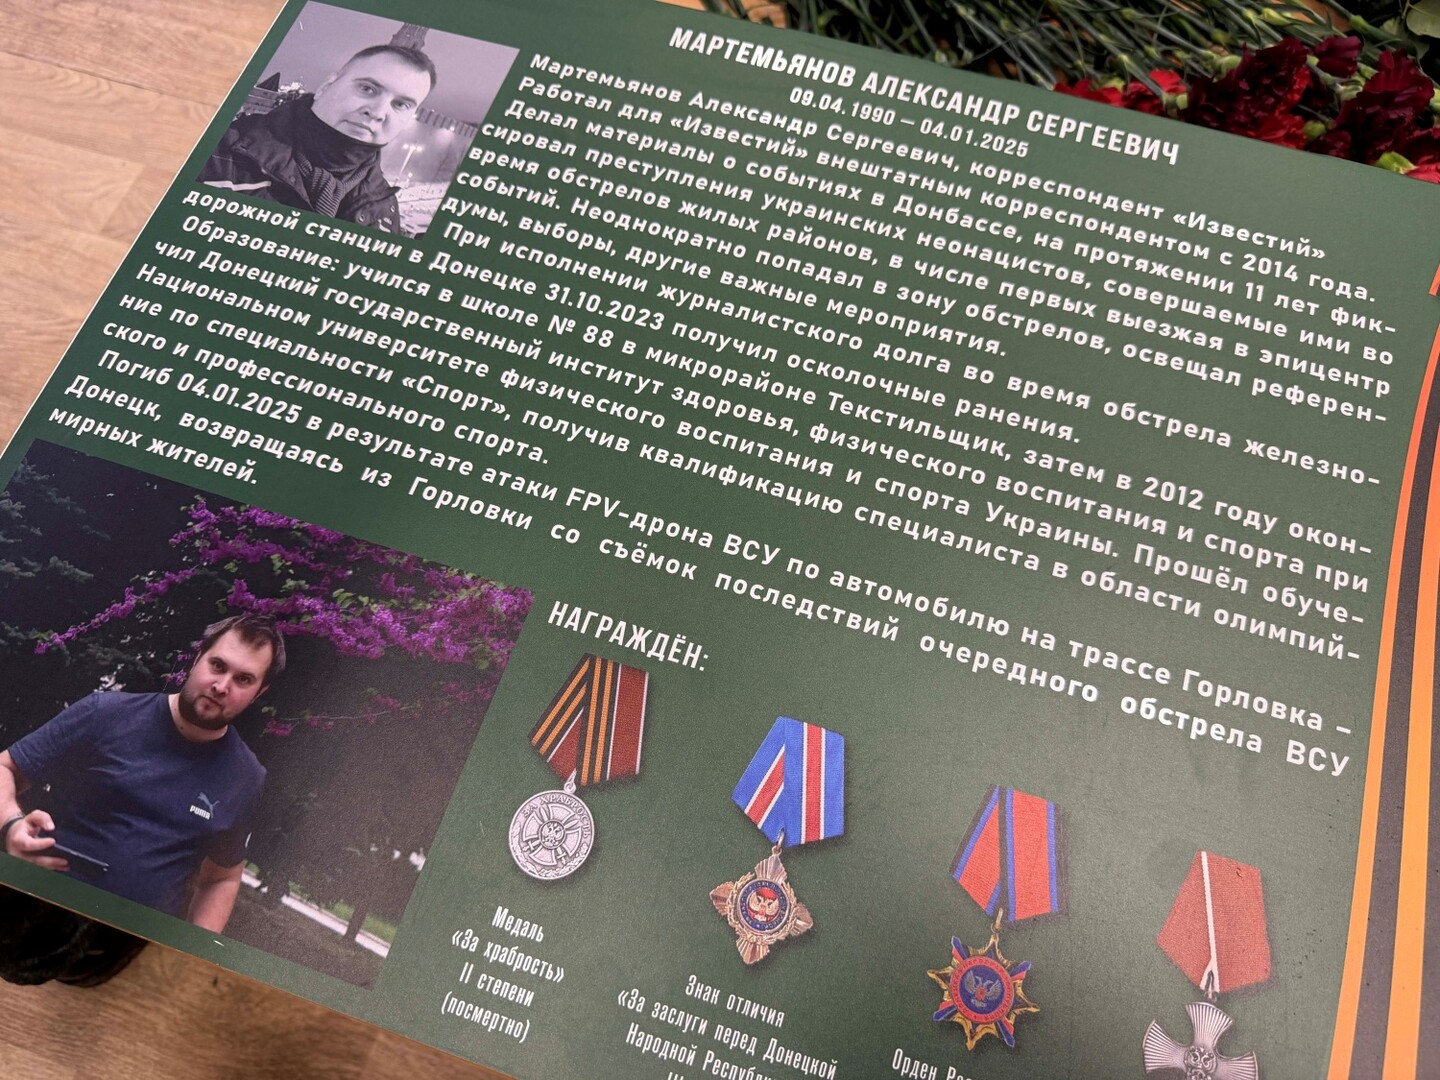 МАРТЕМЬЯНОВ АЛЕКСАНДР СЕРГЕЕВИЧ
09.04.1990 – 04.01.2025
Мартемьянов Александр Сергеевич, корреспондент «Известий»
Работал для «Известий» внештатным корреспондентом с 2014 года.
Делал материалы о событиях в Донбассе, на протяжении 11 лет фик-
сировал преступления украинских неонацистов, совершаемые ими во
время обстрелов жилых районов, в числе первых выезжая в эпицентр
событий. Неоднократно попадал в зону обстрелов, освещал референ-
думы, выборы, другие важные мероприятия.
При исполнении журналистского долга во время обстрела железно-
дорожной станции в Донецке 31.10.2023 получил осколочные ранения.
Образование: учился в школе № 88 в микрорайоне Текстильщик, затем в 2012 году окон-
чил Донецкий государственный институт здоровья, физического воспитания и спорта при
Национальном университете физического воспитания и спорта Украины. Прошёл обуче-
ние по специальности «Спорт», получив квалификацию специалиста в области олимпий-
ского и профессионального спорта.
Погиб 04.01.2025 в результате атаки FPV-дрона ВСУ по автомобилю на трассе Горловка –
Донецк, возвращаясь из Горловки со съёмок последствий очередного обстрела ВСУ
мирных жителей.
PUMA
НАГРАЖДЁН:
ЗА ХРАБРОСТЬ
Медаль
«За храбрость»
II степени
(посмертно)
Знак отличия
«За заслуги перед Донецкой
Народной
Орден